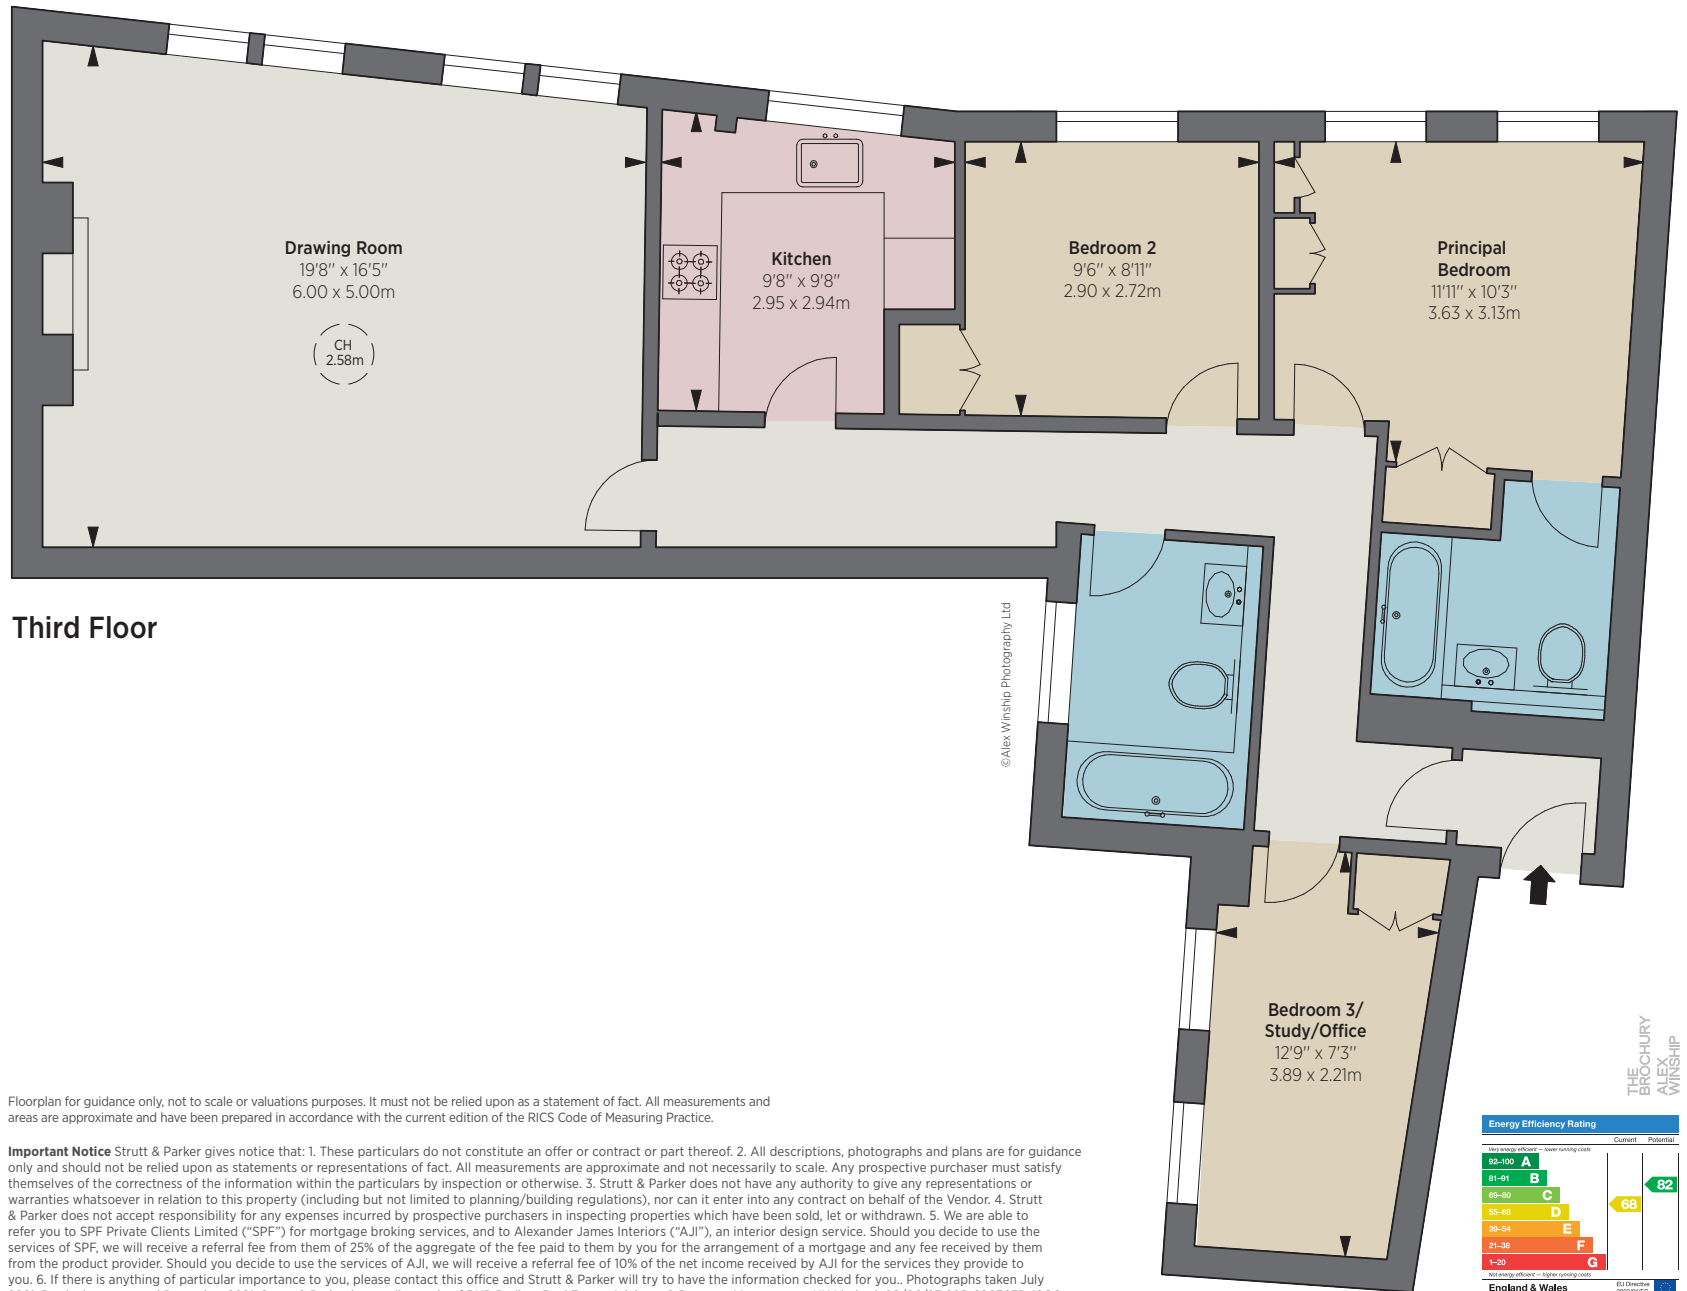 Drawing Room
19'8" x 16'5"
6.00 x 5.00m
CH
2.58m
Kitchen
9'8" x 9'8"
2.95 x 2.94m
Bedroom 2
9'6" x 8'11"
2.90 x 2.72m
Principal
Bedroom
11'11" x 10'3"
3.63 x 3.13m
Third Floor
©Alex Winship Photography Ltd
Bedroom 3/
Study/Office
12'9" x 7'3"
3.89 x 2.21m
THE
BROCHURY
ALEX
WINSHIP
Floorplan for guidance only, not to scale or valuations purposes. It must not be relied upon as a statement of fact. All measurements and
areas are approximate and have been prepared in accordance with the current edition of the RICS Code of Measuring Practice.
Important Notice Strutt & Parker gives notice that: 1. These particulars do not constitute an offer or contract or part thereof. 2. All descriptions, photographs and plans are for guidance
only and should not be relied upon as statements or representations of fact. All measurements are approximate and not necessarily to scale. Any prospective purchaser must satisfy
themselves of the correctness of the information within the particulars by inspection or otherwise. 3. Strutt & Parker does not have any authority to give any representations or
warranties whatsoever in relation to this property (including but not limited to planning/building regulations), nor can it enter into any contract on behalf of the Vendor. 4. Strutt
& Parker does not accept responsibility for any expenses incurred by prospective purchasers in inspecting properties which have been sold, let or withdrawn. 5. We are able to
refer you to SPF Private Clients Limited (“SPF”) for mortgage broking services, and to Alexander James Interiors (“AJI”), an interior design service. Should you decide to use the
services of SPF, we will receive a referral fee from them of 25% of the aggregate of the fee paid to them by you for the arrangement of a mortgage and any fee received by them
from the product provider. Should you decide to use the services of AJI, we will receive a referral fee of 10% of the net income received by AJI for the services they provide to
you. 6. If there is anything of particular importance to you, please contact this office and Strutt & Parker will try to have the information checked for you.. Photographs taken July
Energy Efficiency Rating
Current Potential
Very energy efficient — lower running costs
92–100 A
81–91 B
69–80 C
55–68 D
39–54 E
21–38 F
1–20 G
68
82
Not energy efficient — higher running costs
England & Wales
EU Directive